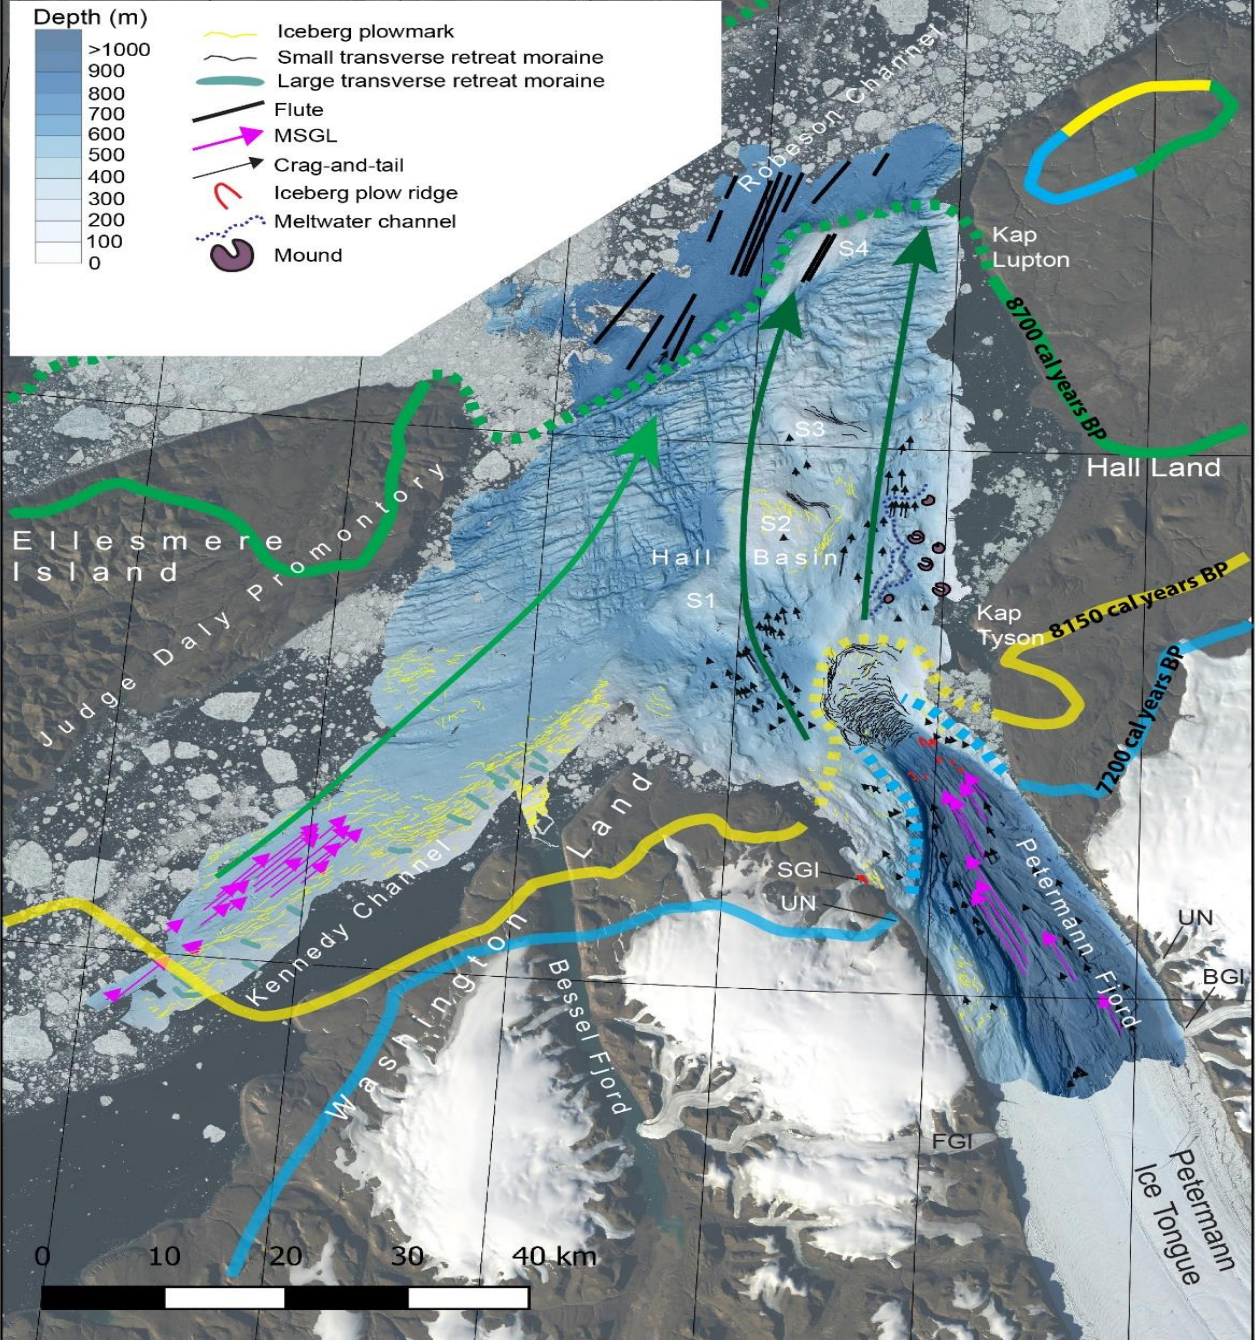 Depth (m)
>1000
900
800
700
600
500
400
300
200
100
0
Iceberg plowmark
Small transverse retreat moraine
Large transverse retreat moraine
Flute
MSGL
Crag-and-tail
Iceberg plow ridge
Meltwater channel
Mound
Robeson Channel
S4
Kap
Lupton
8700 cal years BP
Hall Land
S3
S2
Hall Basin
S1
Ellesmere
Island
Judge Daly Promontory
Kap
Tyson
8150 cal years BP
7200 cal years BP
Kennedy Channel
Washington Land
Bessel Fjord
SGI
UN
Petermann Fjord
UN
BGI
FGI
Petermann
Ice Tongue
0 10 20 30 40 km